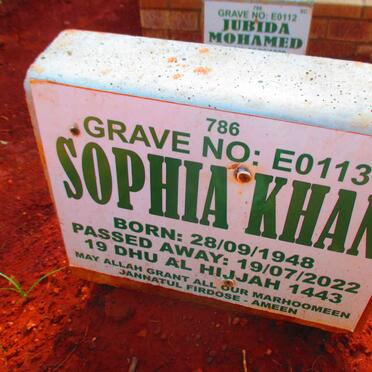 786
GRAVE NO: E0112
JUBIDA
MOHAMED
786
GRAVE NO: E0113
SOPHIA KHAN
BORN: 28/09/1948
PASSED AWAY: 19/07/2022
19 DHU AL HIJJAH 1443
MAY ALLAH GRANT ALL OUR MARHOOMEEN
JANNATUL FIRDOSE - AMEEN